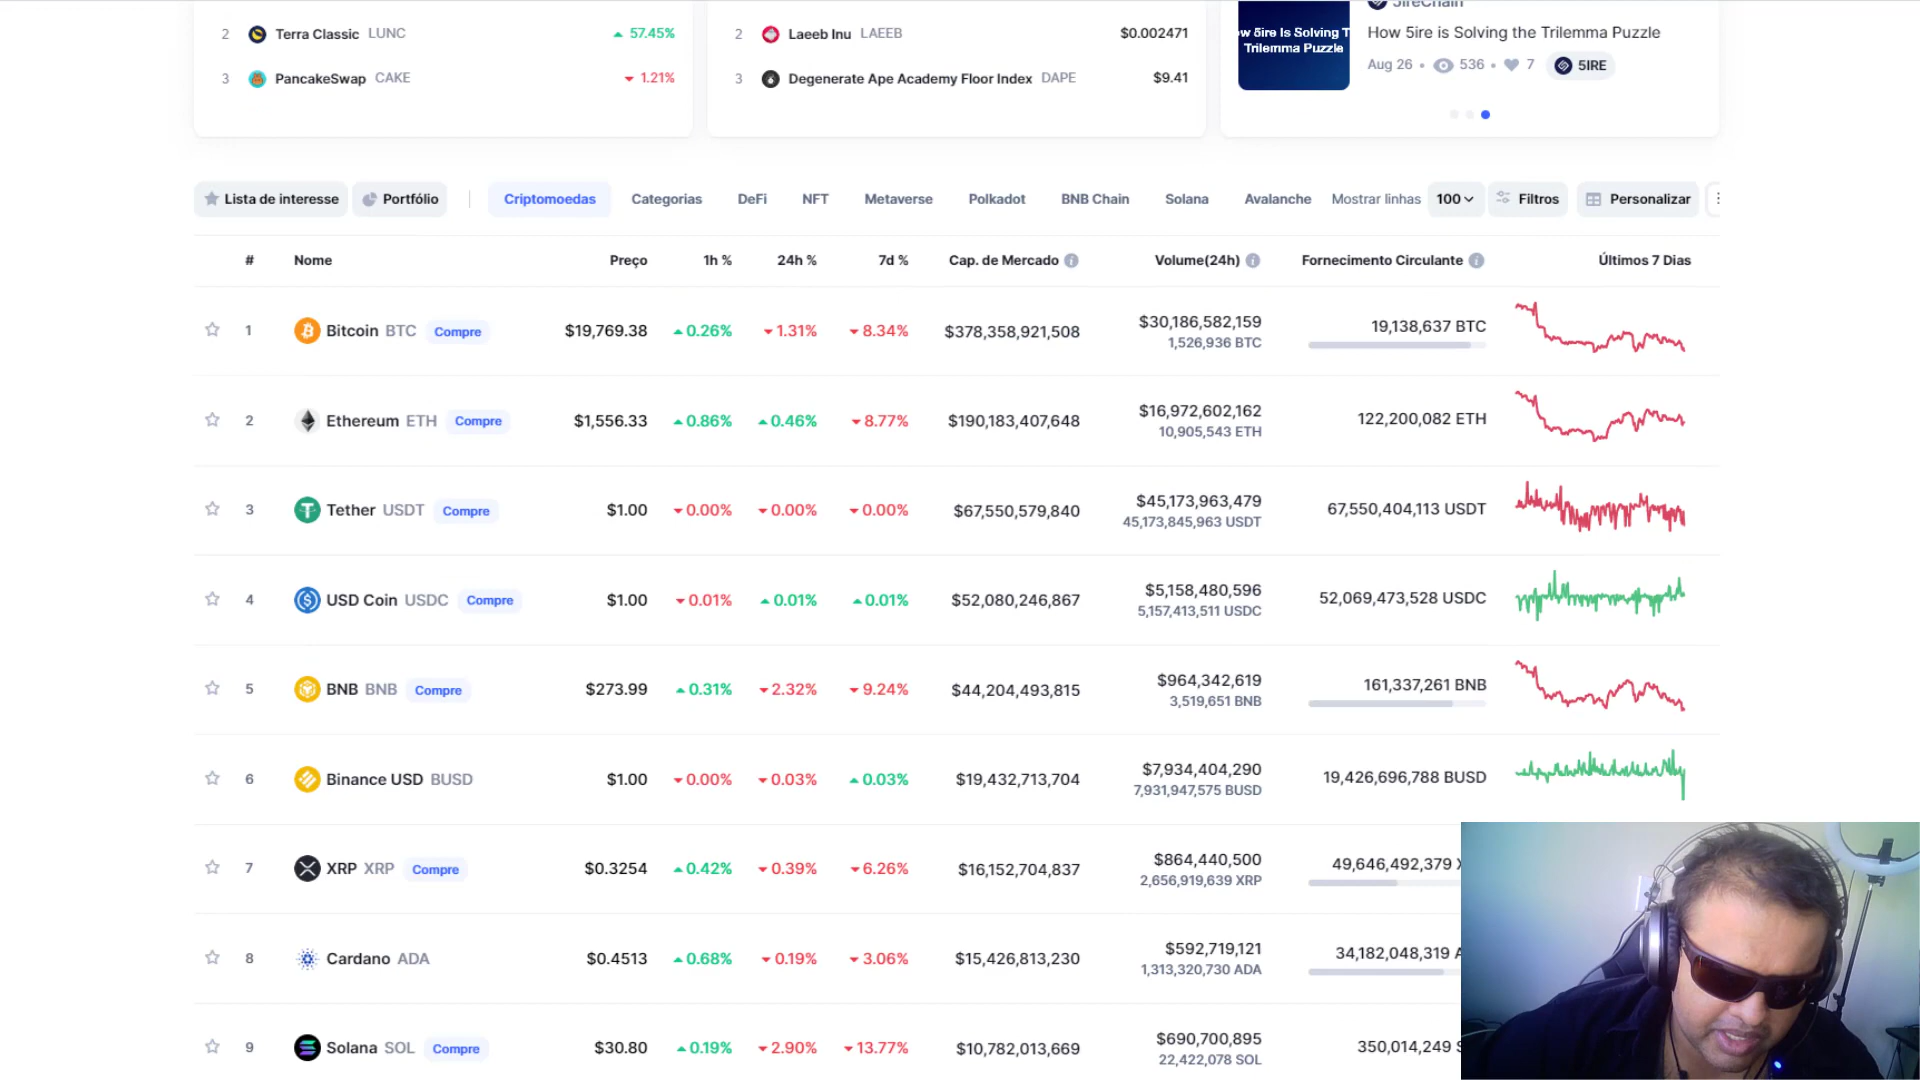 5ireChain
2 Terra Classic LUNC 57.45%
2 Laeeb Inu LAEEB $0.002471
How 5ire is Solving the Trilemma Puzzle
ow 5ire Is Solving T
Trilemma Puzzle
Aug 26 • 536 • 7 5IRE
3 PancakeSwap CAKE 1.21%
3 Degenerate Ape Academy Floor Index DAPE $9.41
Lista de interesse Portfólio Criptomoedas Categorias DeFi NFT Metaverse Polkadot BNB Chain Solana Avalanche Mostrar linhas 100 Filtros Personalizar
# Nome Preço 1h % 24h % 7d % Cap. de Mercado Volume(24h) Fornecimento Circulante Últimos 7 Dias
1 Bitcoin BTC Compre $19,769.38 0.26% 1.31% 8.34% $378,358,921,508 $30,186,582,159 19,138,637 BTC
1,526,936 BTC
2 Ethereum ETH Compre $1,556.33 0.86% 0.46% 8.77% $190,183,407,648 $16,972,602,162 122,200,082 ETH
10,905,543 ETH
3 Tether USDT Compre $1.00 0.00% 0.00% 0.00% $67,550,579,840 $45,173,963,479 67,550,404,113 USDT
45,173,845,963 USDT
4 USD Coin USDC Compre $1.00 0.01% 0.01% 0.01% $52,080,246,867 $5,158,480,596 52,069,473,528 USDC
5,157,413,511 USDC
5 BNB BNB Compre $273.99 0.31% 2.32% 9.24% $44,204,493,815 $964,342,619 161,337,261 BNB
3,519,651 BNB
6 Binance USD BUSD $1.00 0.00% 0.03% 0.03% $19,432,713,704 $7,934,404,290 19,426,696,788 BUSD
7,931,947,575 BUSD
7 XRP XRP Compre $0.3254 0.42% 0.39% 6.26% $16,152,704,837 $864,440,500 49,646,492,379
2,656,919,639 XRP
8 Cardano ADA $0.4513 0.68% 0.19% 3.06% $15,426,813,230 $592,719,121 34,182,048,319 A
1,313,320,730 ADA
9 Solana SOL Compre $30.80 0.19% 2.90% 13.77% $10,782,013,669 $690,700,895 350,014,249 S
22,422,078 SOL